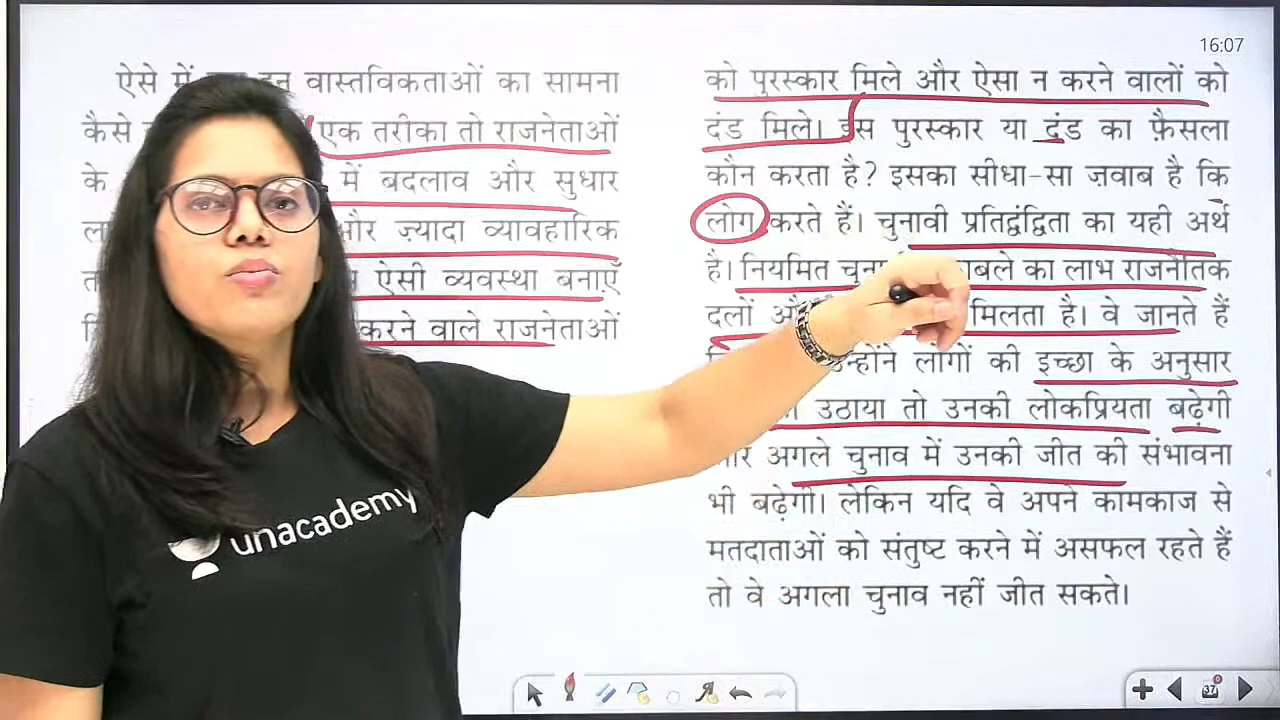 16:07
ऐसे में इन वास्तविकताओं का सामना
कैसे एक तरीका तो राजनेताओं
के में बदलाव और सुधार
और ज़्यादा व्यावहारिक
ऐसी व्यवस्था बनाएँ
करने वाले राजनेताओं
को पुरस्कार मिले और ऐसा न करने वालों को
दंड मिले। इस पुरस्कार या दंड का फ़ैसला
कौन करता है? इसका सीधा-सा ज़वाब है कि
लोग करते हैं। चुनावी प्रतिद्वंद्विता का यही अर्थ
है। नियमित का लाभ राजनैतिक
दलों मिलता है। वे जानते हैं
उन्होंने लोगों की इच्छा के अनुसार
उठाया तो उनकी लोकप्रियता बढ़ेगी
और अगले चुनाव में उनकी जीत की संभावना
भी बढ़ेगी। लेकिन यदि वे अपने कामकाज से
मतदाताओं को संतुष्ट करने में असफल रहते हैं
तो वे अगला चुनाव नहीं जीत सकते।
unacademy
37